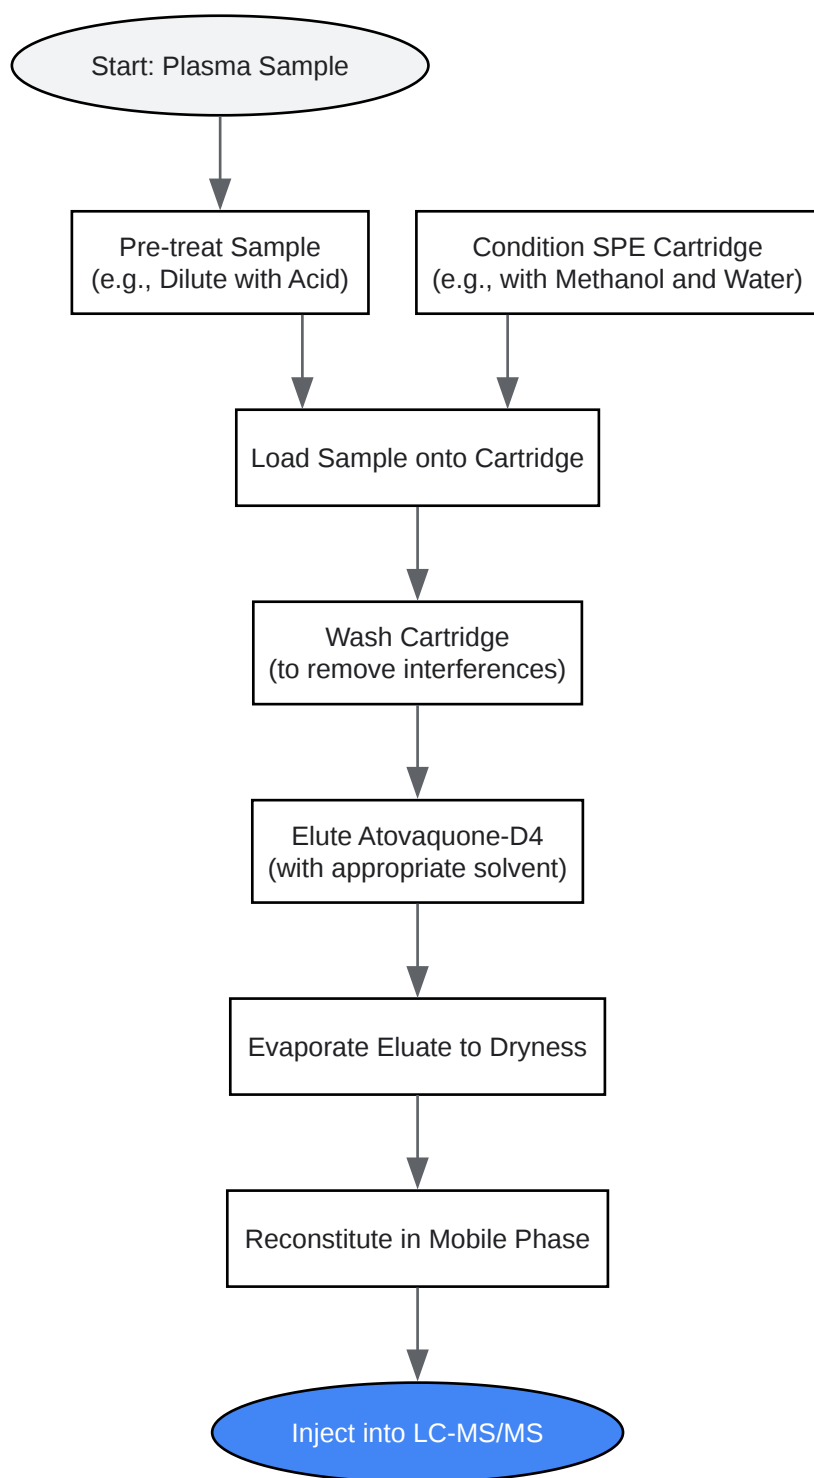 Start: Plasma Sample
Pre-treat Sample
(e.g., Dilute with Acid)
Condition SPE Cartridge
(e.g., with Methanol and Water)
Load Sample onto Cartridge
Wash Cartridge
(to remove interferences)
Elute Atovaquone-D4
(with appropriate solvent)
Evaporate Eluate to Dryness
Reconstitute in Mobile Phase
Inject into LC-MS/MS